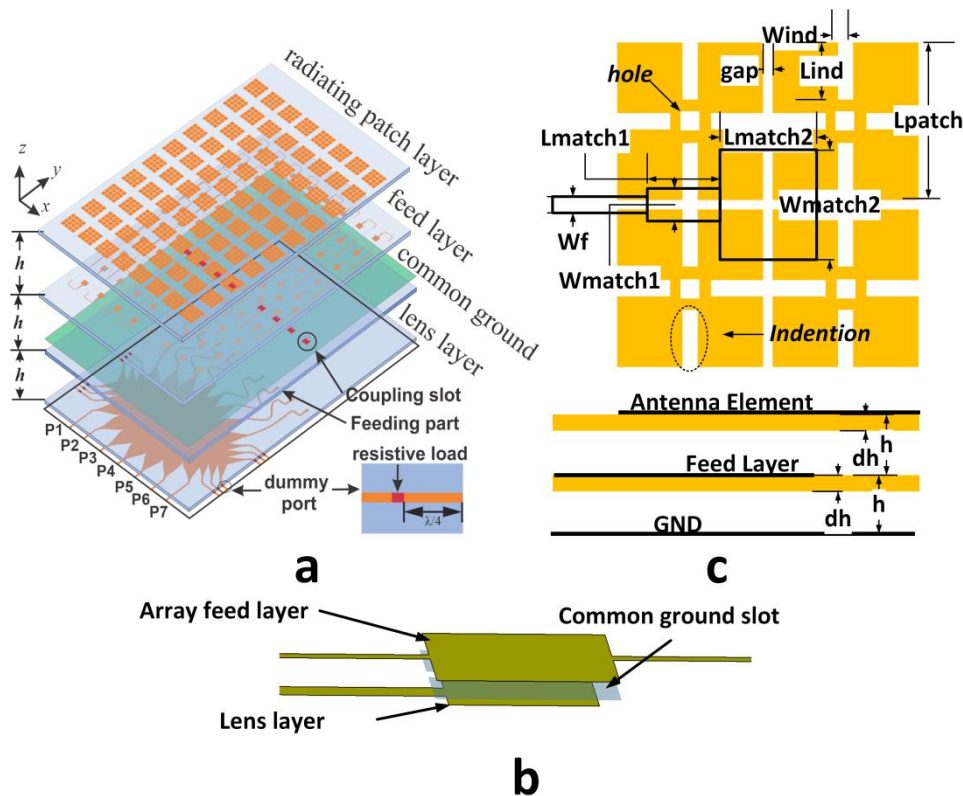 radiating patch layer
feed layer
common ground
lens layer
z
y
x
h
h
h
P1
P2
P3
P4
P5
P6
P7
Coupling slot
Feeding part
resistive load
dummy
port
λ/4
a
Wind
gap
Lind
hole
Lpatch
Lmatch1
Lmatch2
Wmatch2
Wf
Wmatch1
Indention
Antenna Element
h
dh
Feed Layer
h
dh
GND
c
Array feed layer
Common ground slot
Lens layer
b